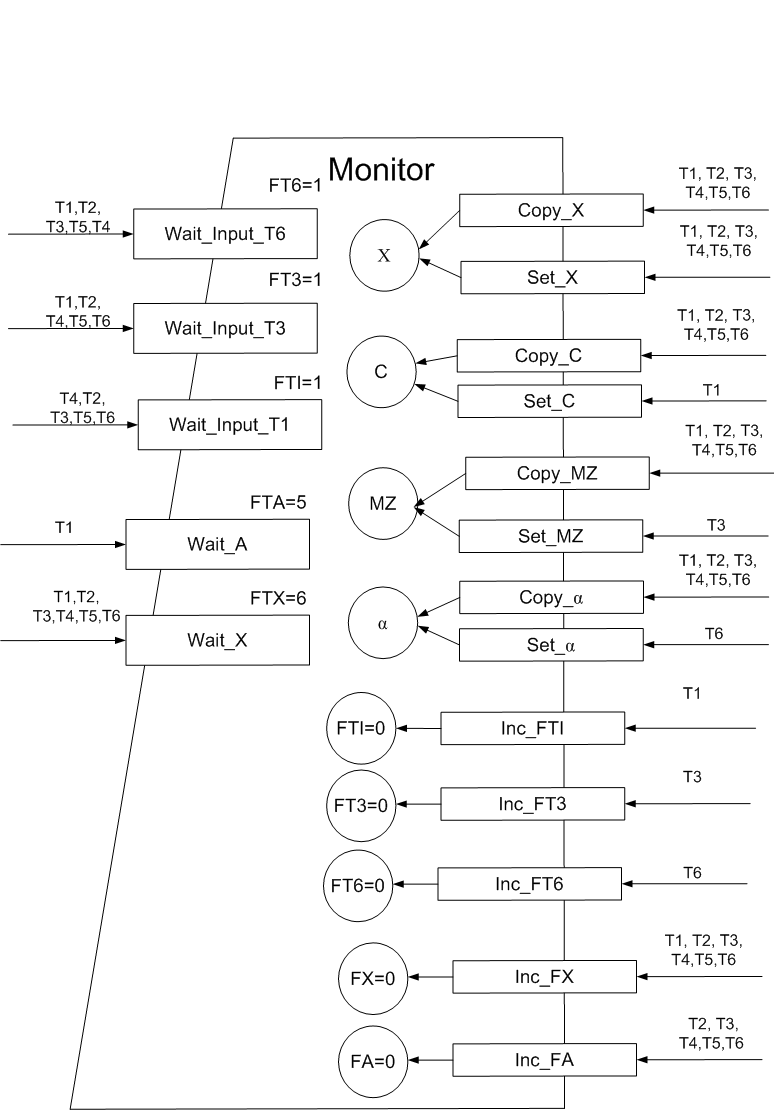 Monitor
FT6=1
T1,T2,
T3,T5,T4
Wait_Input_T6
FT3=1
T1,T2,
T4,T5,T6
Wait_Input_T3
FTI=1
T4,T2,
T3,T5,T6
Wait_Input_T1
FTA=5
T1
Wait_A
FTX=6
T1,T2,
T3,T4,T5,T6
Wait_X
X
Copy_X
T1, T2, T3,
T4,T5,T6
Set_X
T1, T2, T3,
T4,T5,T6
C
Copy_C
T1, T2, T3,
T4,T5,T6
Set_C
T1
MZ
Copy_MZ
T1, T2, T3,
T4,T5,T6
Set_MZ
T3
α
Copy_α
T1, T2, T3,
T4,T5,T6
Set_α
T6
FTI=0
Inc_FTI
T1
FT3=0
Inc_FT3
T3
FT6=0
Inc_FT6
T6
FX=0
Inc_FX
T1, T2, T3,
T4,T5,T6
FA=0
Inc_FA
T2, T3,
T4,T5,T6